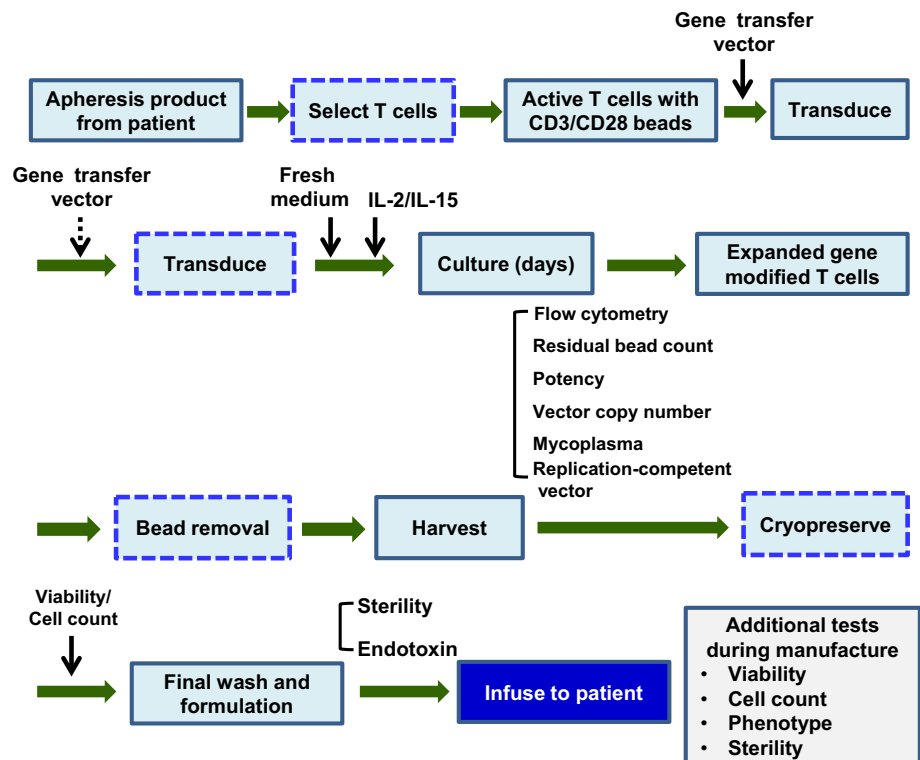 Gene transfer
vector
Apheresis product
from patient
Select T cells
Active T cells with
CD3/CD28 beads
Transduce
Gene transfer
vector
Fresh
medium
IL-2/IL-15
Transduce
Culture (days)
Expanded gene
modified T cells
Flow cytometry
Residual bead count
Potency
Vector copy number
Mycoplasma
Replication-competent
vector
Bead removal
Harvest
Cryopreserve
Viability/
Cell count
Final wash and
formulation
Sterility
Endotoxin
Infuse to patient
Additional tests
during manufacture
• Viability
• Cell count
• Phenotype
• Sterility